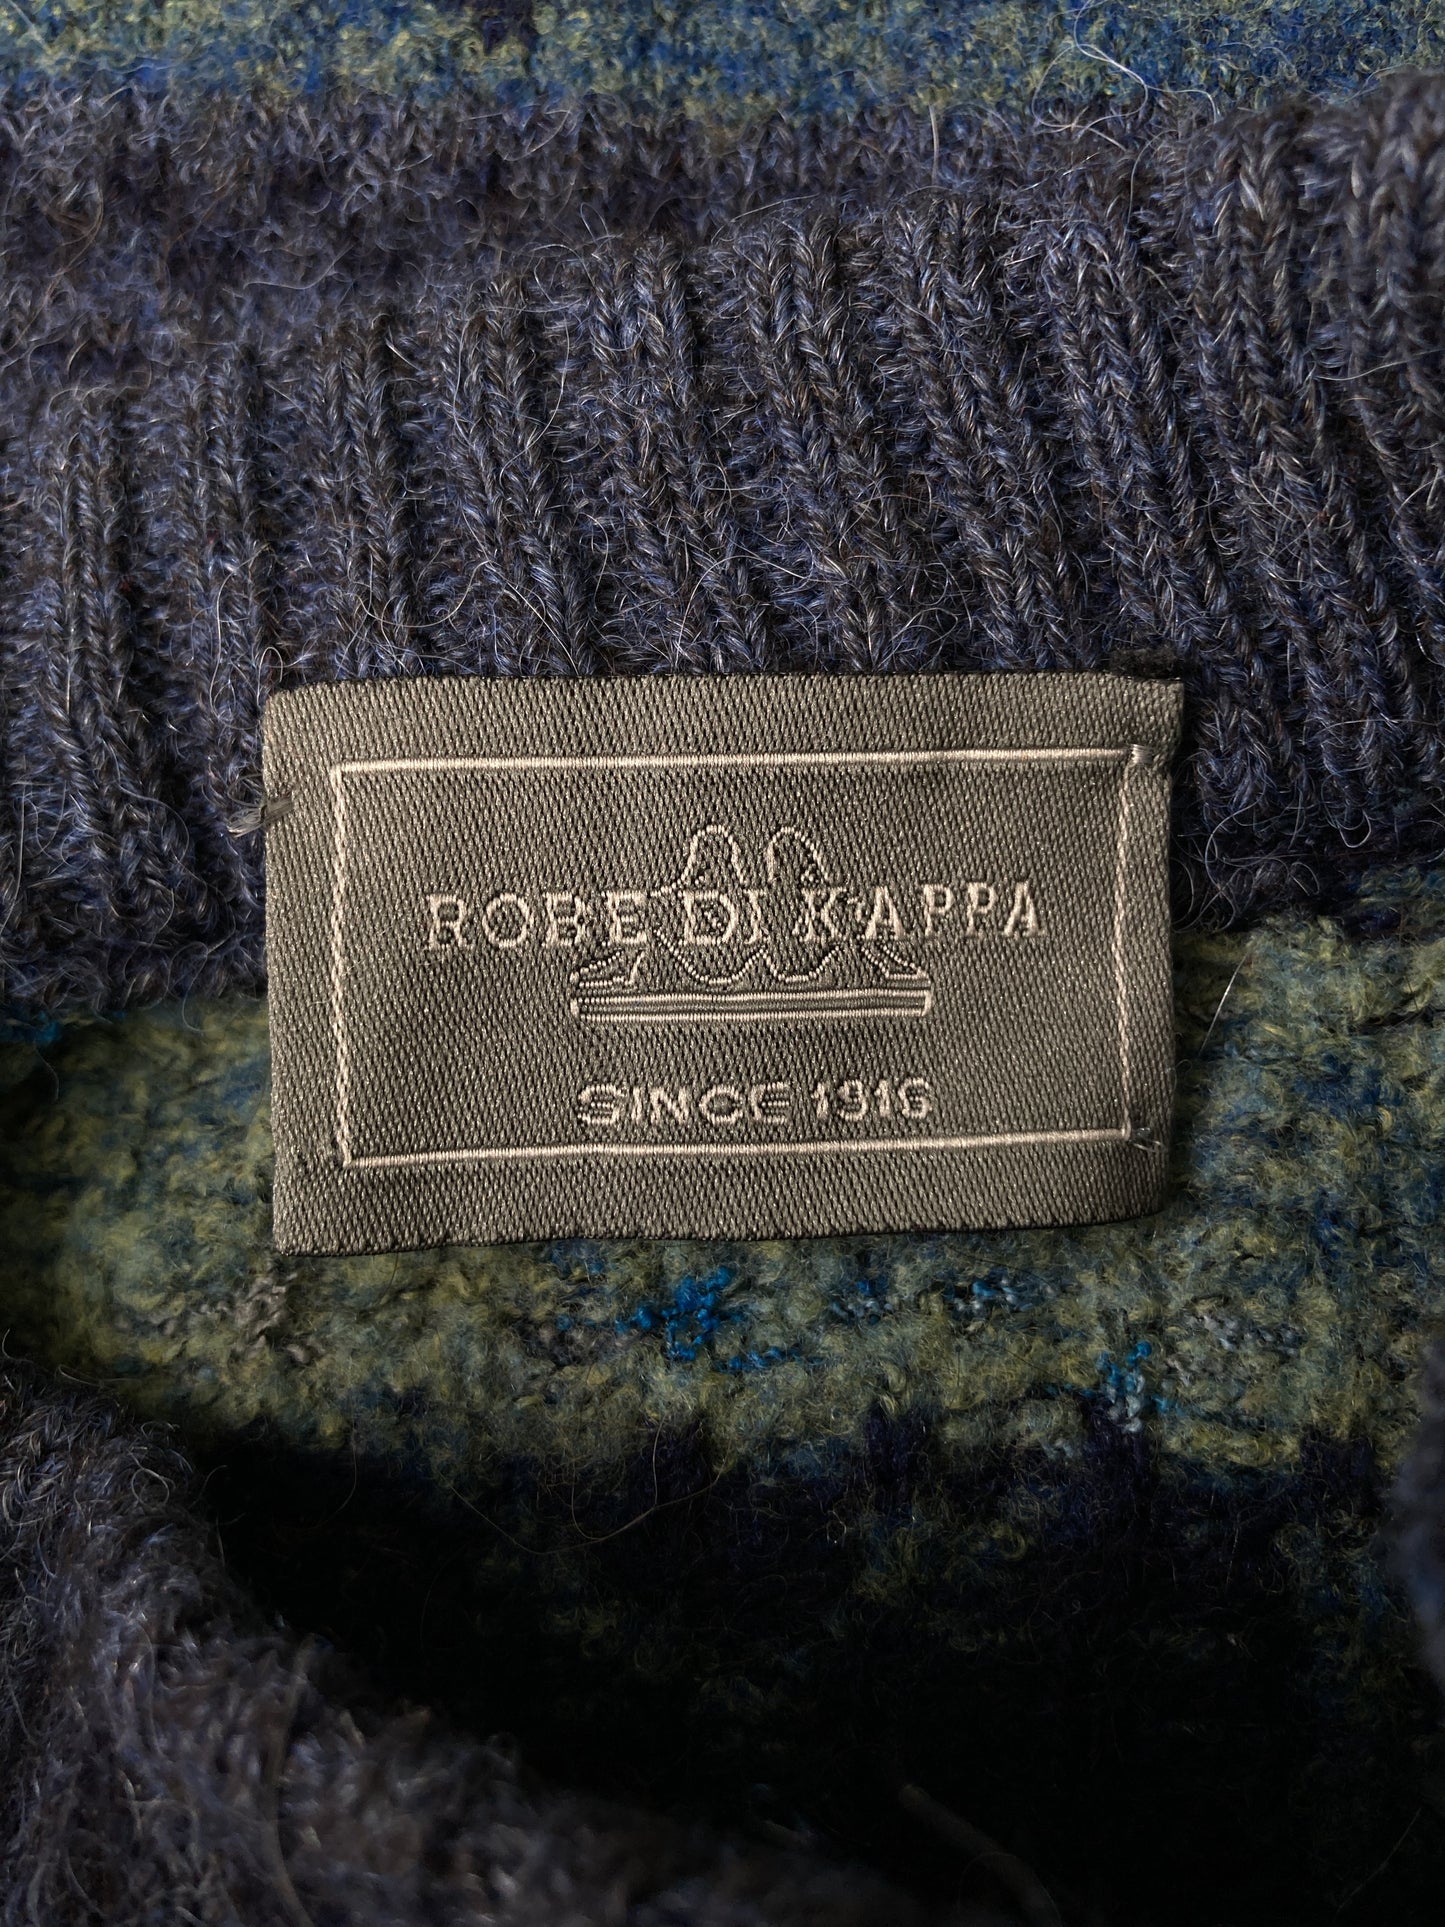 ROBE DI KAPPA
SINCE 1916